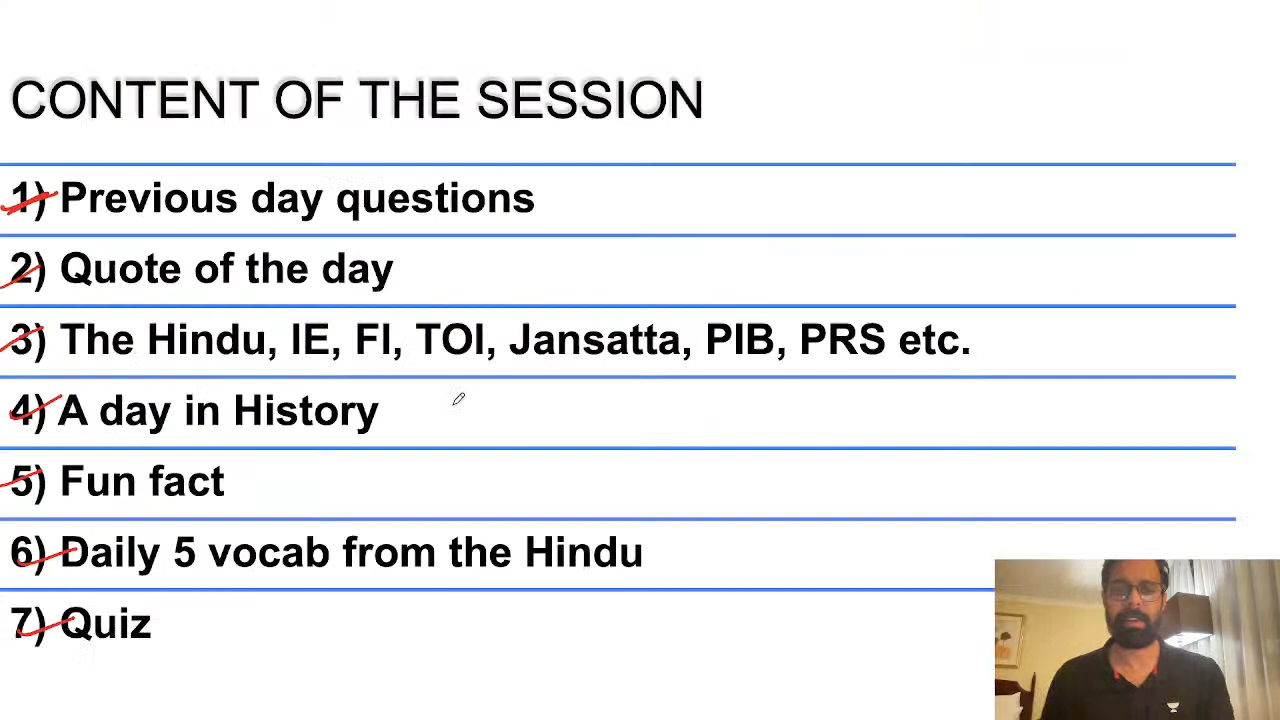 CONTENT OF THE SESSION
1) Previous day questions
2) Quote of the day
3) The Hindu, IE, FI, TOI, Jansatta, PIB, PRS etc.
4) A day in History
5) Fun fact
6) Daily 5 vocab from the Hindu
7) Quiz